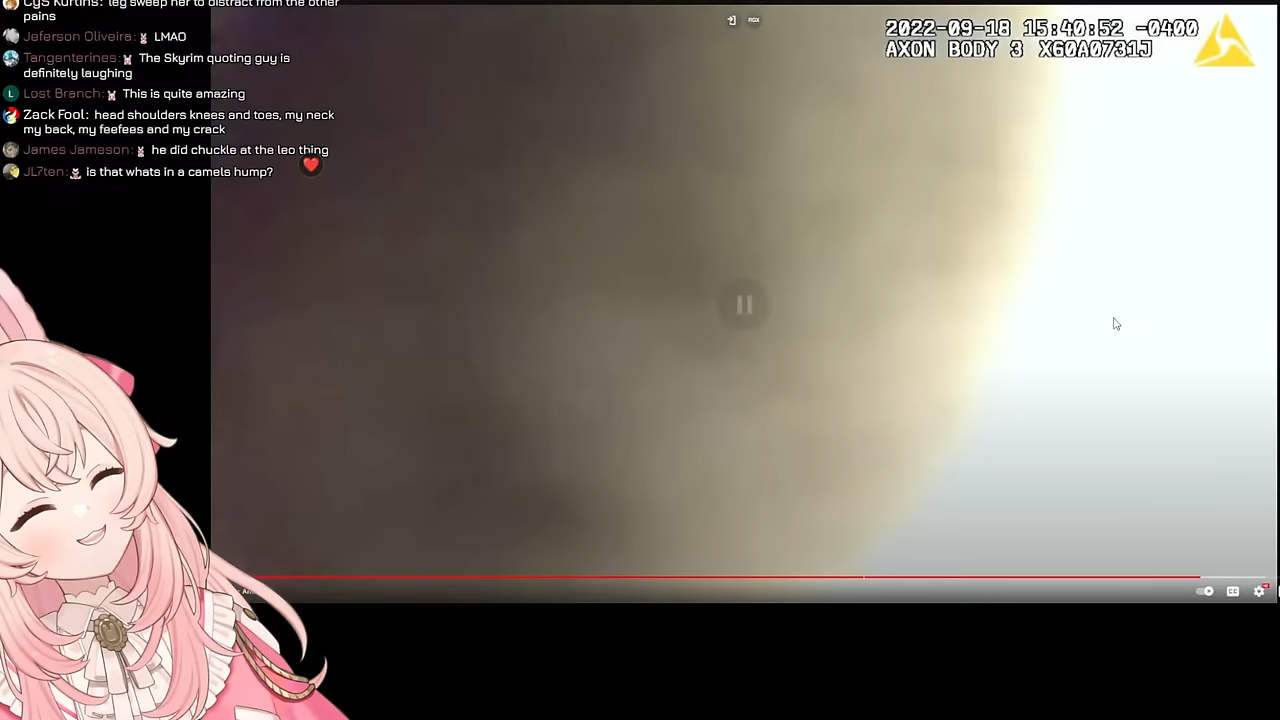 CyS Kurtins: leg sweep her to distract from the other
pains
Jeferson Oliveira: LMAO
Tangenterines: The Skyrim quoting guy is
definitely laughing
L Lost Branch: This is quite amazing
Zack Fool: head shoulders knees and toes, my neck
my back, my feefees and my crack
James Jameson: he did chuckle at the leo thing
JL7ten: is that whats in a camels hump?
2022-09-18 15:40:52 -0400
AXON BODY 3 X60A0731J
CC